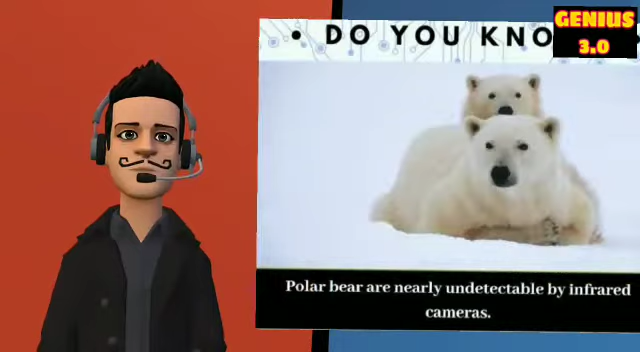 • DO YOU KNO
GENIUS
3.0
Polar bear are nearly undetectable by infrared
cameras.